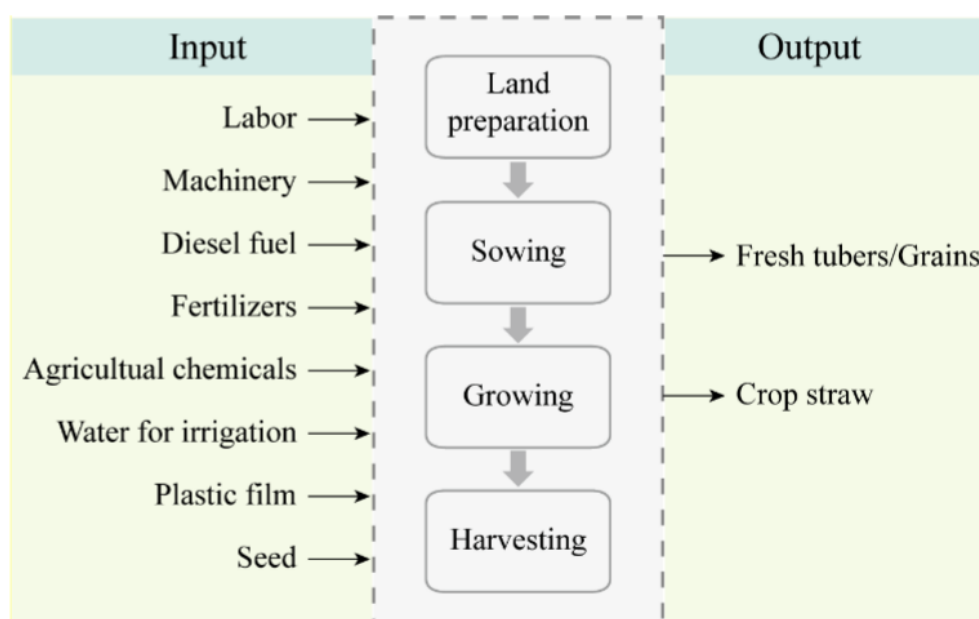 Input
Labor
Machinery
Diesel fuel
Fertilizers
Agricultual chemicals
Water for irrigation
Plastic film
Seed
Land
preparation
Sowing
Growing
Harvesting
Output
Fresh tubers/Grains
Crop straw